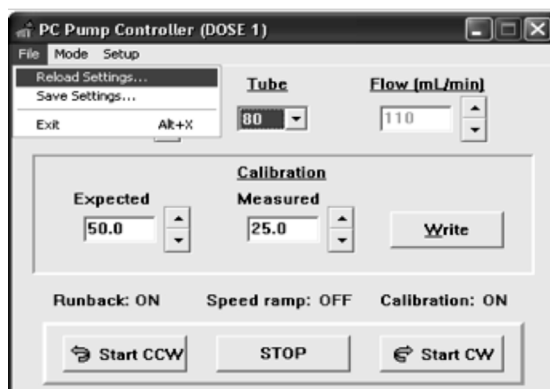 PC Pump Controller (DOSE 1)
File Mode Setup
Reload Settings...
Save Settings...
Exit Alt+X
Tube
80
Flow (mL/min)
110
Calibration
Expected Measured
50.0 25.0 Write
Runback: ON Speed ramp: OFF Calibration: ON
Start CCW STOP Start CW